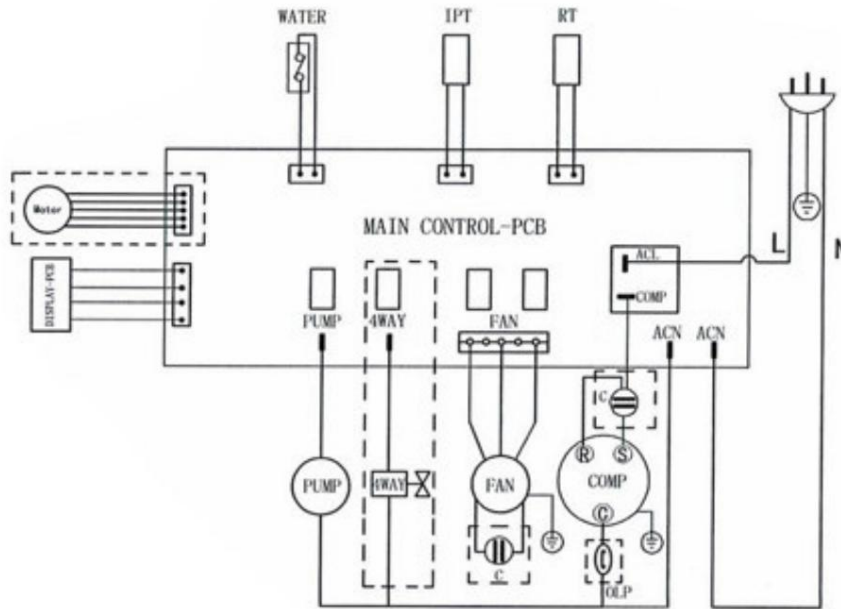 WATER IPT RT
Motor
MAIN CONTROL-PCB
L N
ACL
DISPLAY-PCB
COMP
PUMP 4WAY FAN ACN ACN
C
R S
PUMP 4WAY FAN COMP
C
C
OLP